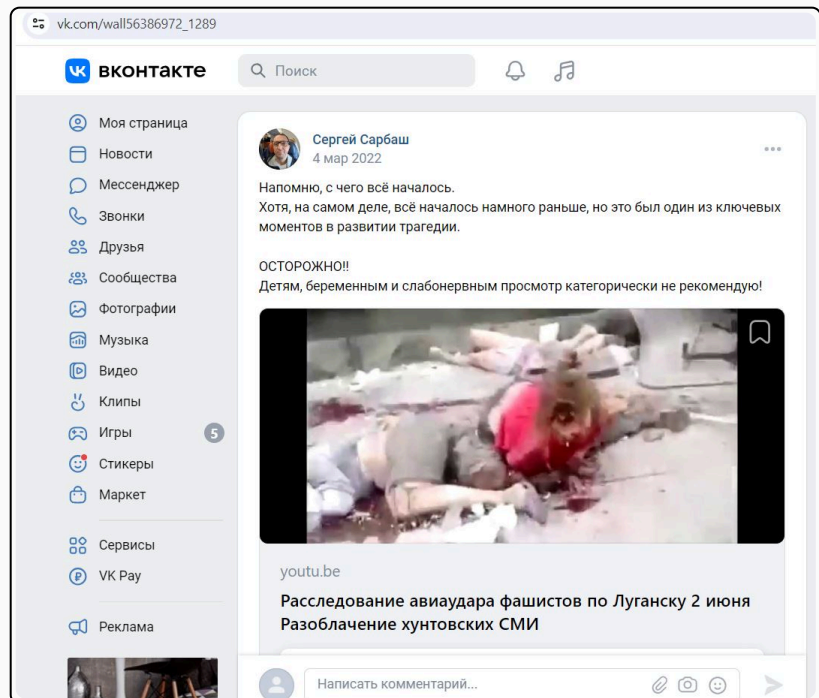 vk.com/wall56386972_1289
вконтакте
Поиск
Моя страница
Новости
Мессенджер
Звонки
Друзья
Сообщества
Фотографии
Музыка
Видео
Клипы
Игры
5
Стикеры
Маркет
Сервисы
VK Pay
Реклама
Сергей Сарбаш
4 мар 2022
Напомню, с чего всё началось.
Хотя, на самом деле, всё началось намного раньше, но это был один из ключевых
моментов в развитии трагедии.
ОСТОРОЖНО!!
Детям, беременным и слабонервным просмотр категорически не рекомендую!
youtu.be
Расследование авиаудара фашистов по Луганску 2 июня
Разоблачение хунтовских СМИ
Написать комментарий...